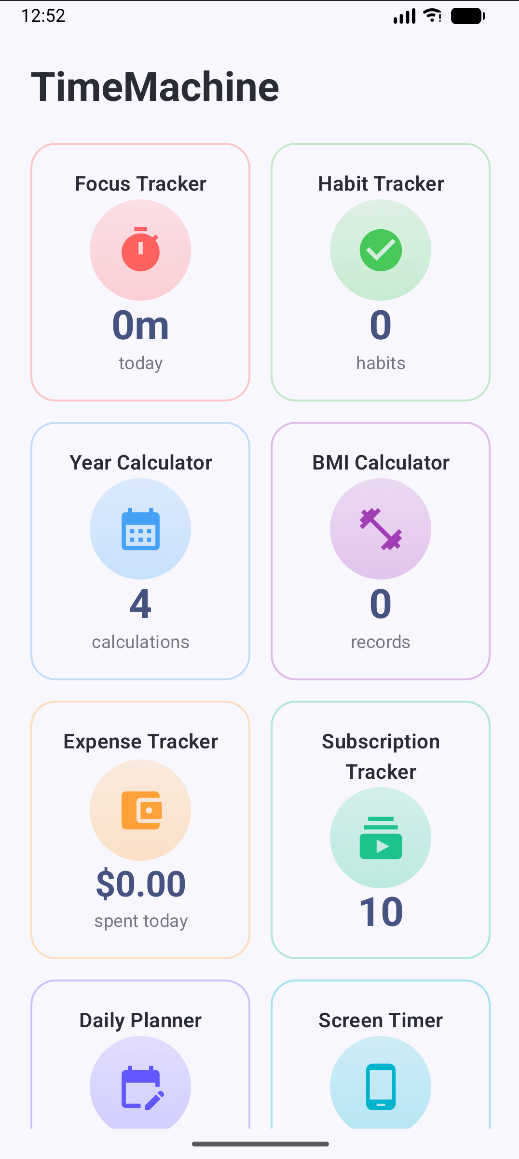 12:52
TimeMachine
Focus Tracker
0m
today
Habit Tracker
0
habits
Year Calculator
4
calculations
BMI Calculator
0
records
Expense Tracker
$0.00
spent today
Subscription
Tracker
10
Daily Planner
Screen Timer